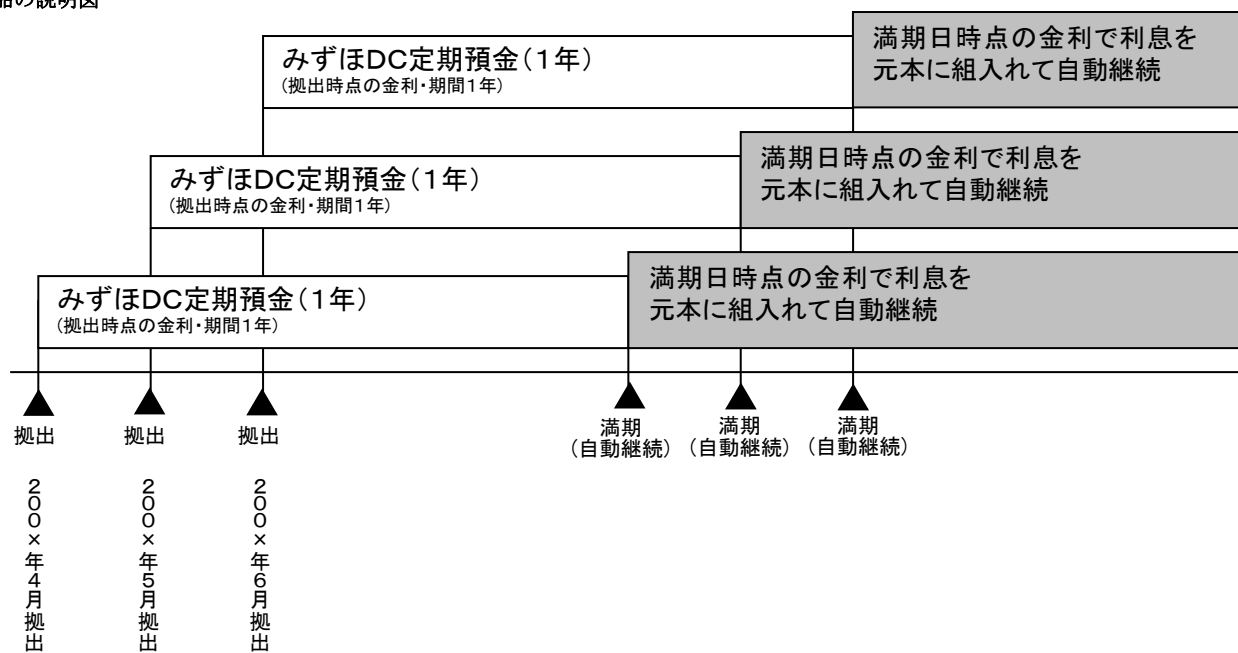 品の説明図
みずほDC定期預金(1年)
(拠出時点の金利・期間1年)
満期日時点の金利で利息を
元本に組入れて自動継続
みずほDC定期預金(1年)
(拠出時点の金利・期間1年)
満期日時点の金利で利息を
元本に組入れて自動継続
みずほDC定期預金(1年)
(拠出時点の金利・期間1年)
満期日時点の金利で利息を
元本に組入れて自動継続
拠出
拠出
拠出
満期
(自動継続)
満期
(自動継続)
満期
(自動継続)
200×年4月拠出
200×年5月拠出
200×年6月拠出